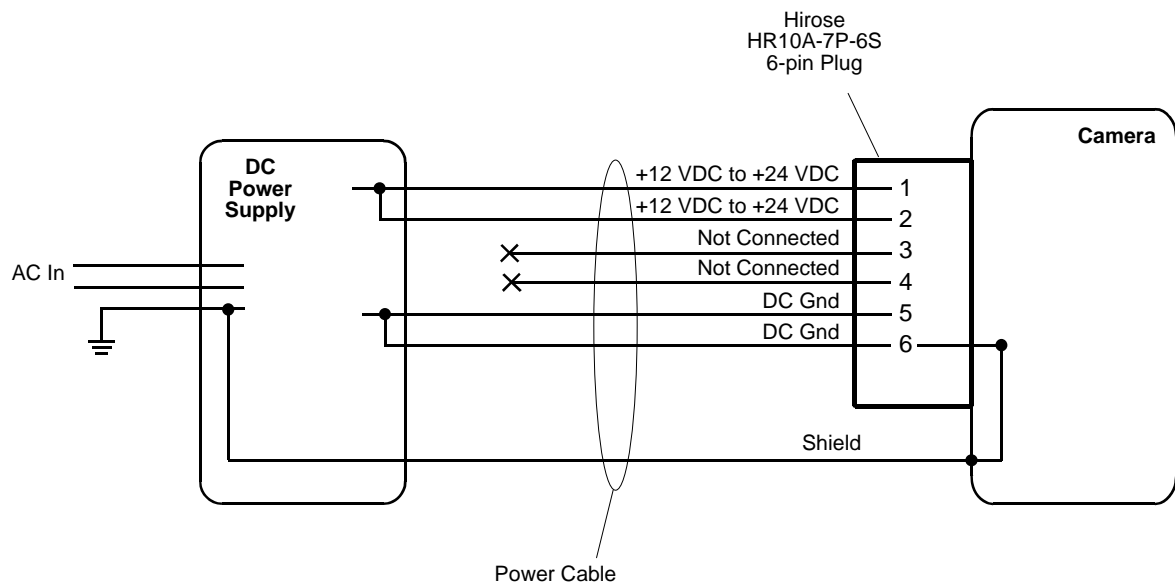 Hirose
HR10A-7P-6S
6-pin Plug
Camera
DC
Power
Supply
+12 VDC to +24 VDC
1
+12 VDC to +24 VDC
2
Not Connected
3
Not Connected
4
AC In
DC Gnd
5
DC Gnd
6
Shield
Power Cable